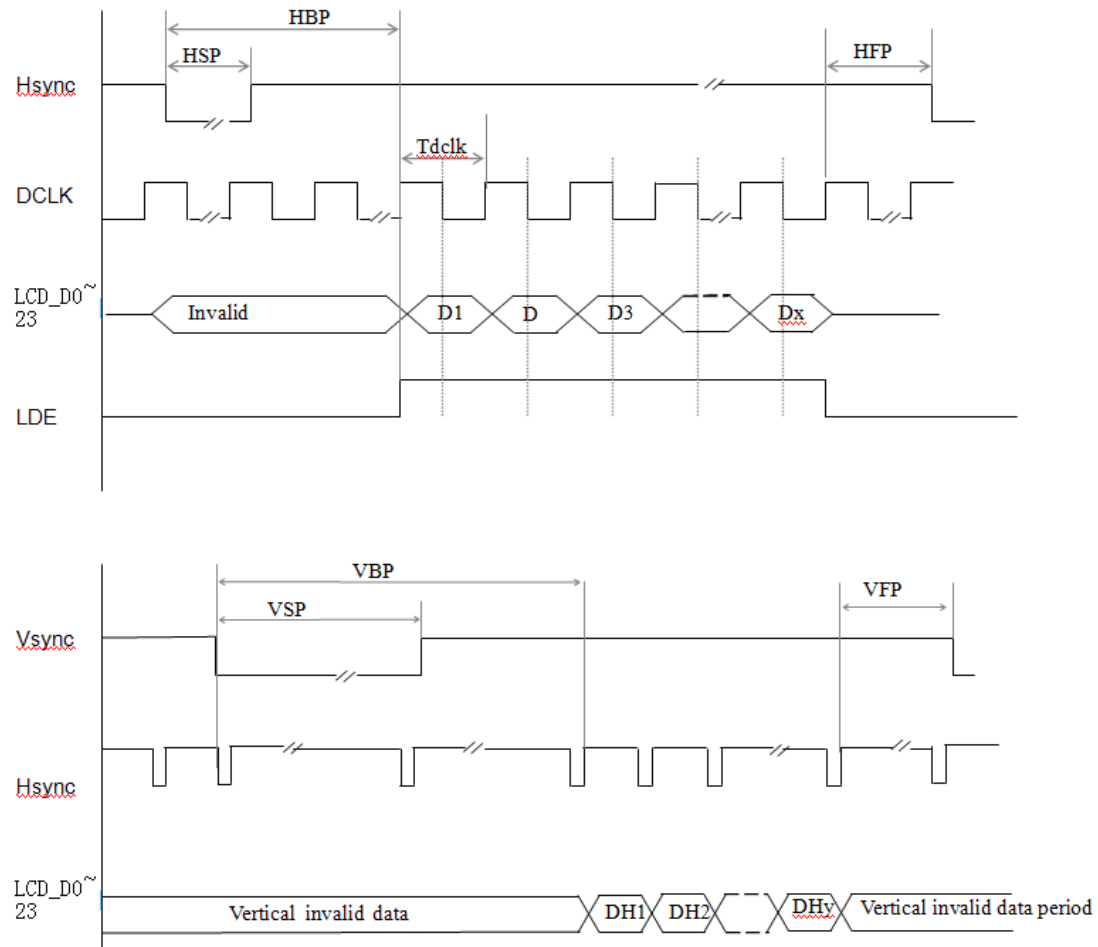 HBP
HSP
HFP
Hsync
Tdclk
DCLK
LCD_D0~
23
Invalid
D1
D
D3
Dx
LDE
VBP
VSP
VFP
Vsync
Hsync
LCD_D0~
23
Vertical invalid data
DH1
DH2
DHy
Vertical invalid data period